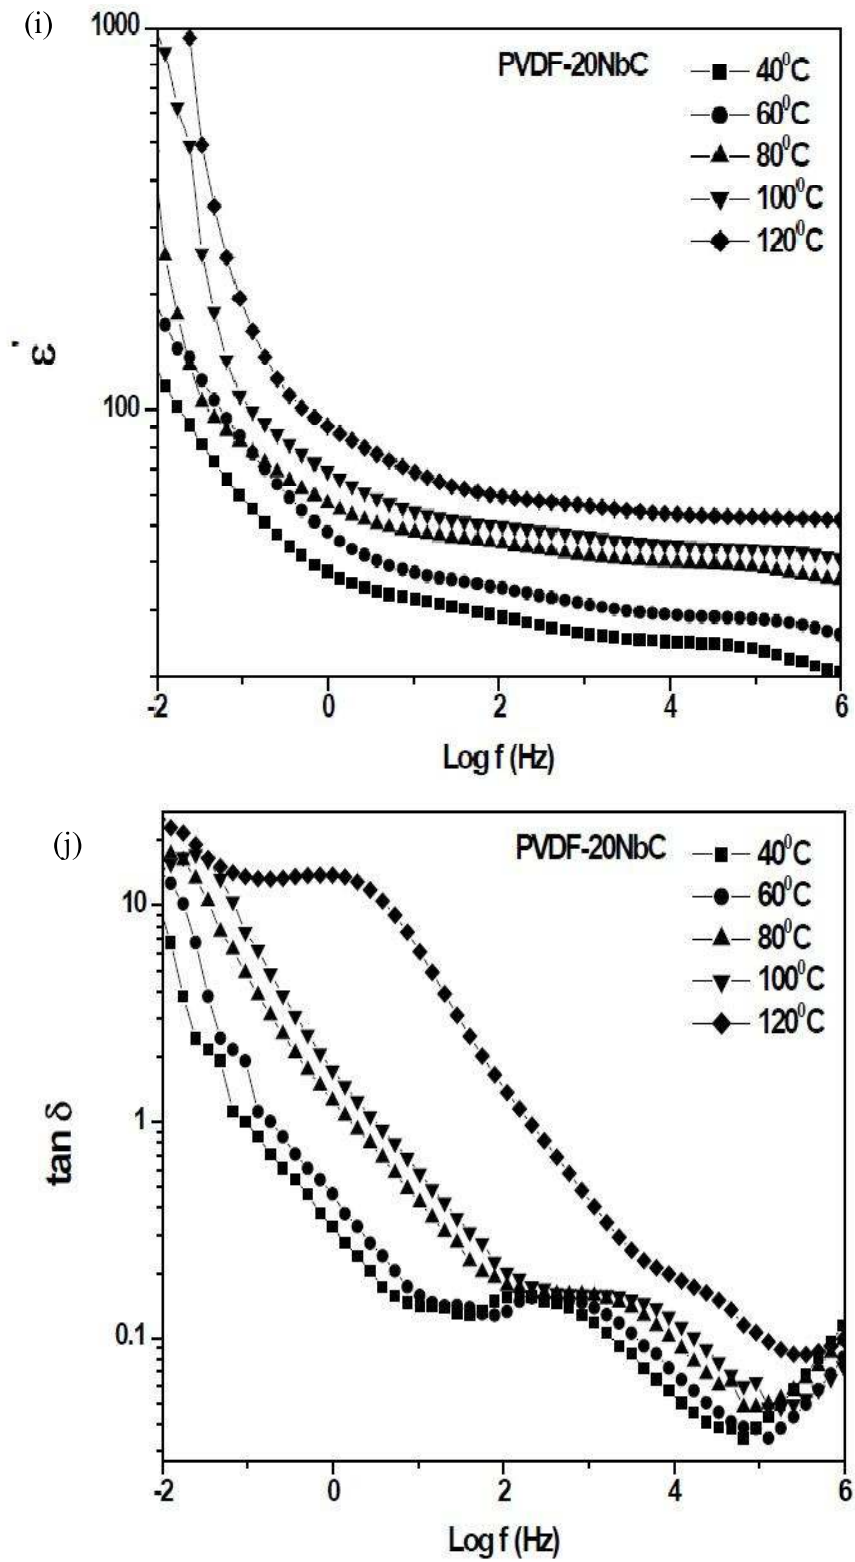 (i)
1000
PVDF-20NbC
40⁰C
60⁰C
80⁰C
100⁰C
120⁰C
ε'
100
-2 0 2 4 6
Log f (Hz)
(j)
PVDF-20NbC
40⁰C
60⁰C
80⁰C
100⁰C
120⁰C
10
tan δ
1
0.1
-2 0 2 4 6
Log f (Hz)